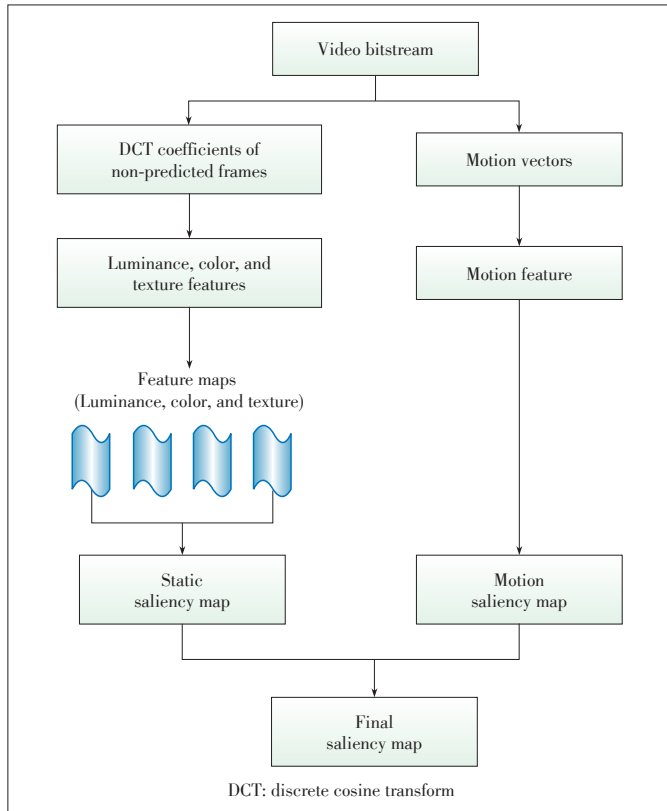 Video bitstream
DCT coefficients of
non-predicted frames
Motion vectors
Luminance, color, and
texture features
Motion feature
Feature maps
(Luminance, color, and texture)
Static
saliency map
Motion
saliency map
Final
saliency map
DCT: discrete cosine transform